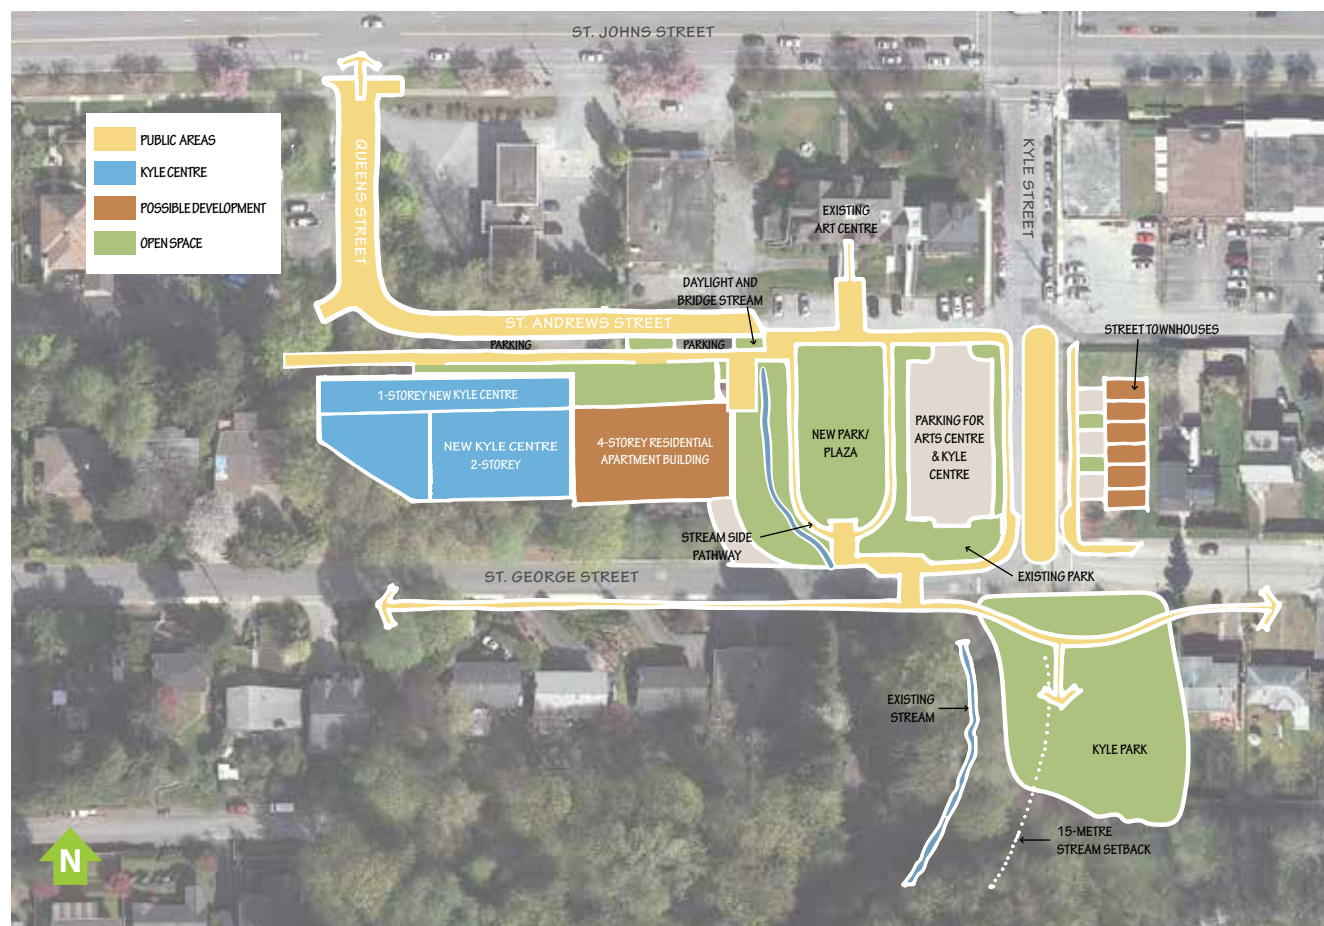 ST. JOHNS STREET
PUBLIC AREAS
KYLE CENTRE
POSSIBLE DEVELOPMENT
OPEN SPACE
QUEENS STREET
KYLE STREET
EXISTING
ART CENTRE
DAYLIGHT AND
BRIDGE STREAM
ST. ANDREWS STREET
PARKING
PARKING
STREET TOWNHOUSES
1-STOREY NEW KYLE CENTRE
NEW KYLE CENTRE
2-STOREY
4-STOREY RESIDENTIAL
APARTMENT BUILDING
NEW PARK/
PLAZA
PARKING FOR
ARTS CENTRE
& KYLE
CENTRE
STREAM SIDE
PATHWAY
EXISTING PARK
ST. GEORGE STREET
EXISTING
STREAM
KYLE PARK
15-METRE
STREAM SETBACK
N